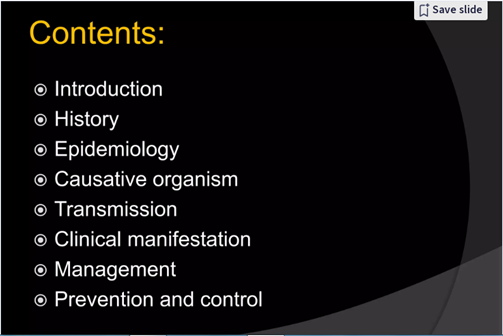 Save slide
Contents:
Introduction
History
Epidemiology
Causative organism
Transmission
Clinical manifestation
Management
Prevention and control